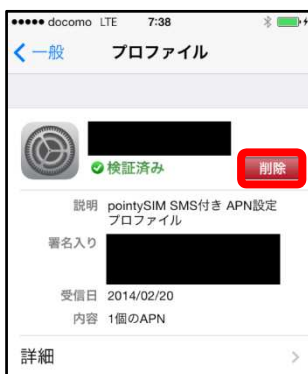 docomo LTE 7:38
一般 プロファイル
検証済み 削除
説明 pointySIM SMS付き APN設定
プロファイル
署名入り
受信日 2014/02/20
内容 1個のAPN
詳細